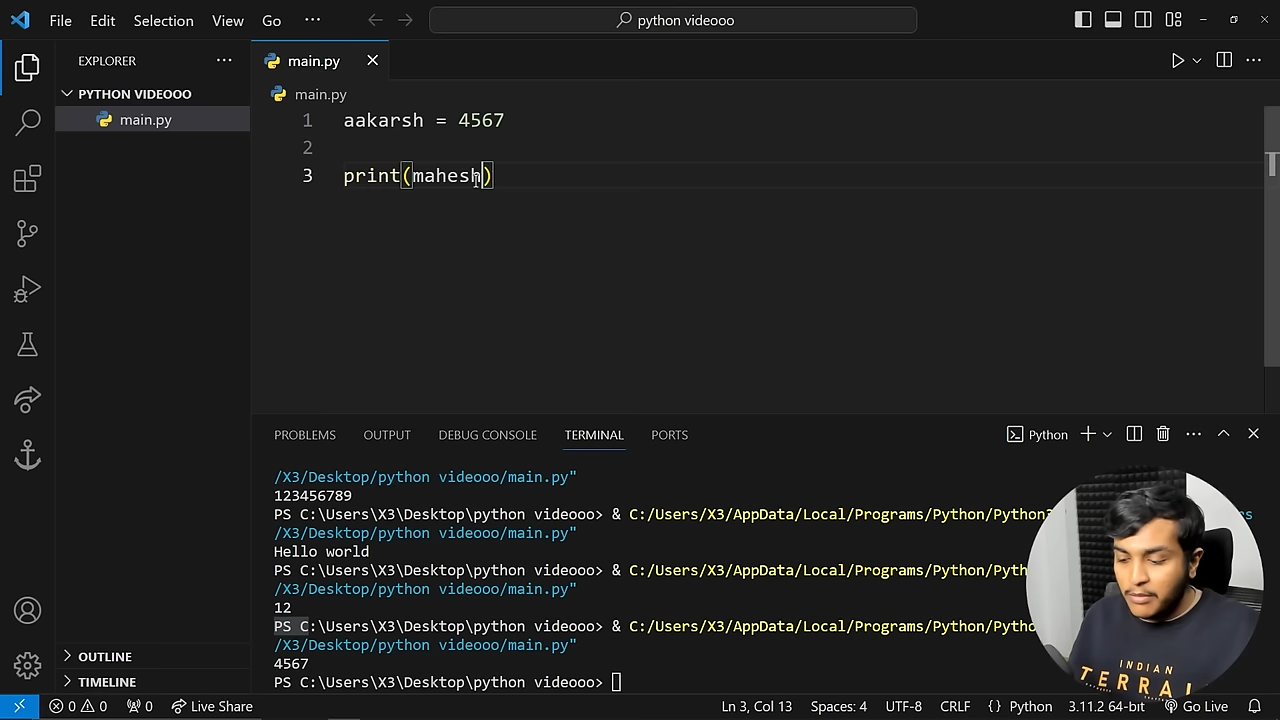 File Edit Selection View Go ··· python videooo
EXPLORER ···
main.py
PYTHON VIDEOOO
main.py
main.py
1 aakarsh = 4567
2
3 print(mahesh)
PROBLEMS OUTPUT DEBUG CONSOLE TERMINAL PORTS
Python
/X3/Desktop/python videooo/main.py"
123456789
PS C:\Users\X3\Desktop\python videooo> & C:/Users/X3/AppData/Local/Programs/Python/Python3
/X3/Desktop/python videooo/main.py"
Hello world
PS C:\Users\X3\Desktop\python videooo> & C:/Users/X3/AppData/Local/Programs/Python/Pyth
/X3/Desktop/python videooo/main.py"
12
PS C:\Users\X3\Desktop\python videooo> & C:/Users/X3/AppData/Local/Programs/Python/Pytho
/X3/Desktop/python videooo/main.py"
4567
PS C:\Users\X3\Desktop\python videooo>
INDIAN
TERRAI
OUTLINE
TIMELINE
0 0 0 Live Share Ln 3, Col 13 Spaces: 4 UTF-8 CRLF {} Python 3.11.2 64-bit Go Live